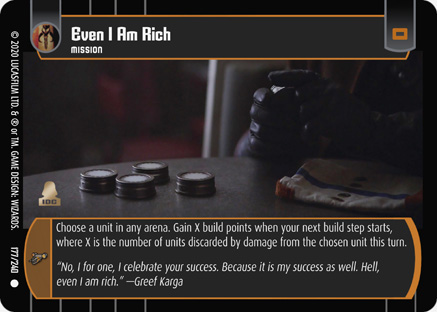 Even I Am Rich
MISSION
© 2020 LUCASFILM LTD. & ® or TM. GAME DESIGN: WIZARDS.
177/240
IDC
Choose a unit in any arena. Gain X build points when your next build step starts,
where X is the number of units discarded by damage from the chosen unit this turn.
"No, I for one, I celebrate your success. Because it is my success as well. Hell,
even I am rich." —Greef Karga